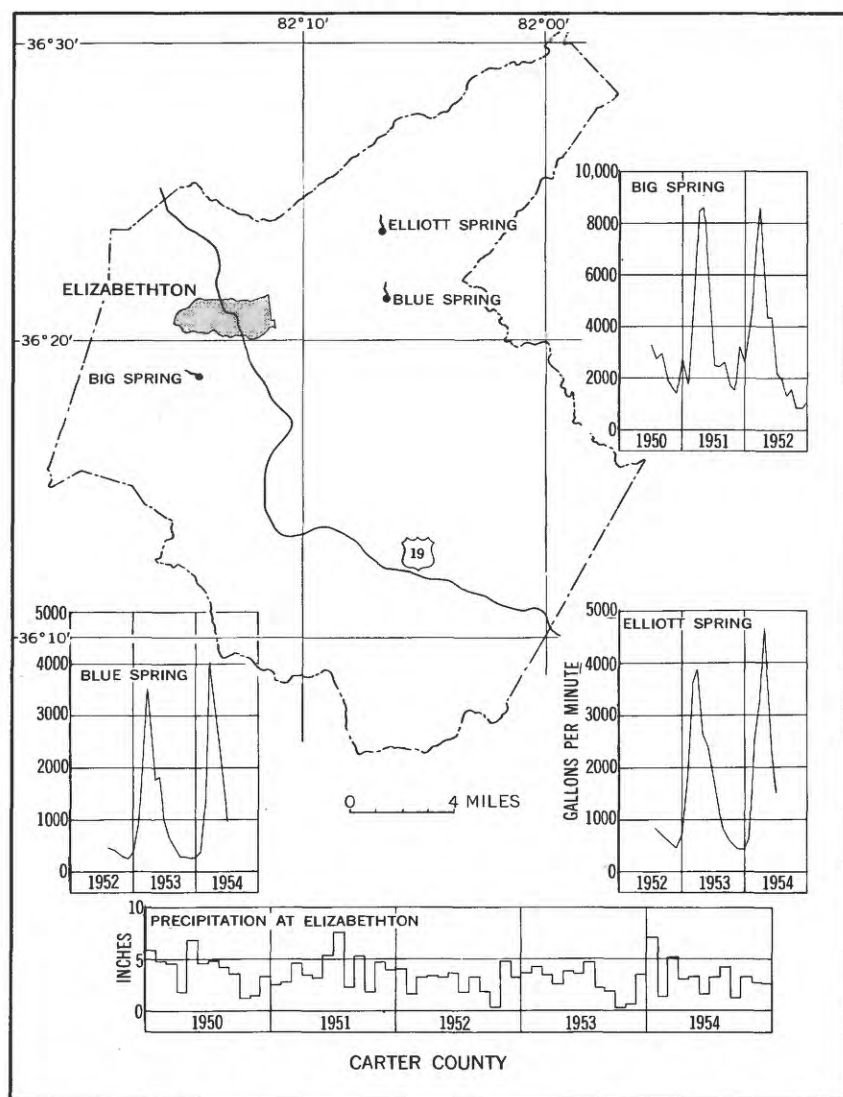 82°10' 82°00'
36°30'
10,000
BIG SPRING
8000
6000
4000
2000
0
1950 1951 1952
ELLIOTT SPRING
ELIZABETHTON
BLUE SPRING
36°20'
BIG SPRING
19
5000
36°10'
BLUE SPRING
4000
3000
2000
1000
0
1952 1953 1954
0 4 MILES
5000
ELLIOTT SPRING
4000
3000
2000
1000
0
GALLONS PER MINUTE
1952 1953 1954
PRECIPITATION AT ELIZABETHTON
10
5
0
INCHES
1950 1951 1952 1953 1954
CARTER COUNTY